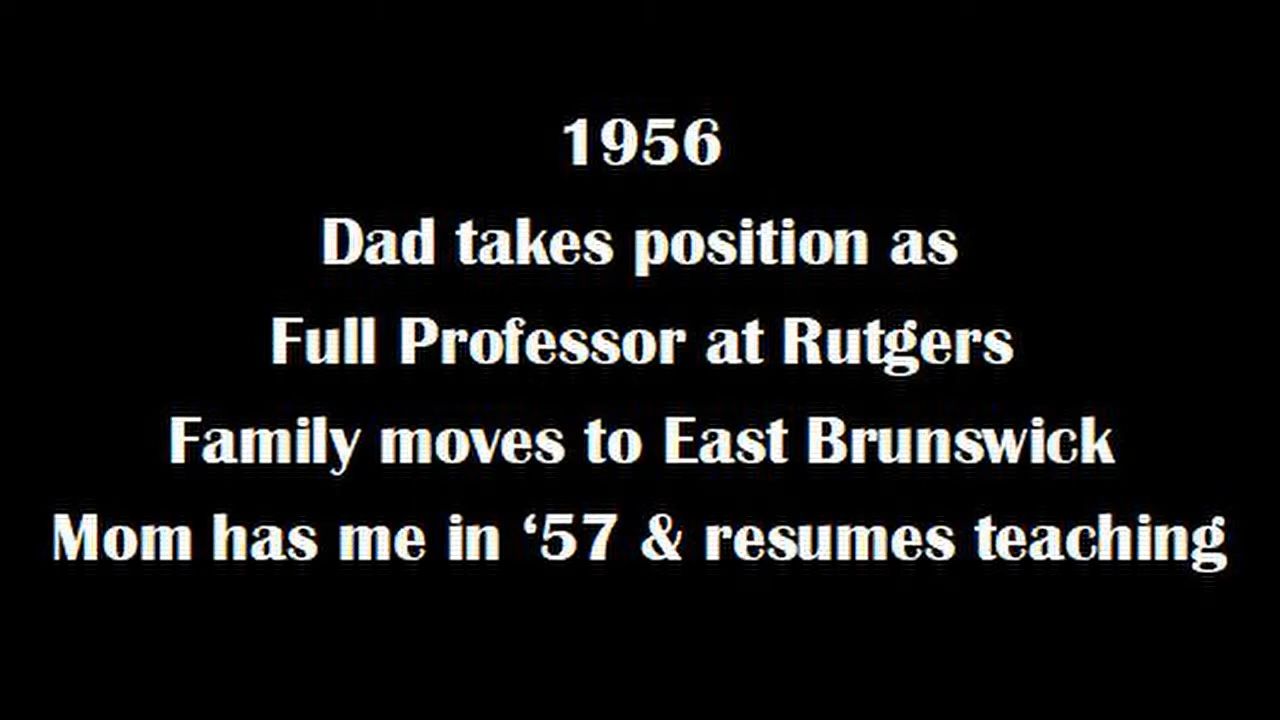 1956
Dad takes position as
Full Professor at Rutgers
Family moves to East Brunswick
Mom has me in ‘57 & resumes teaching